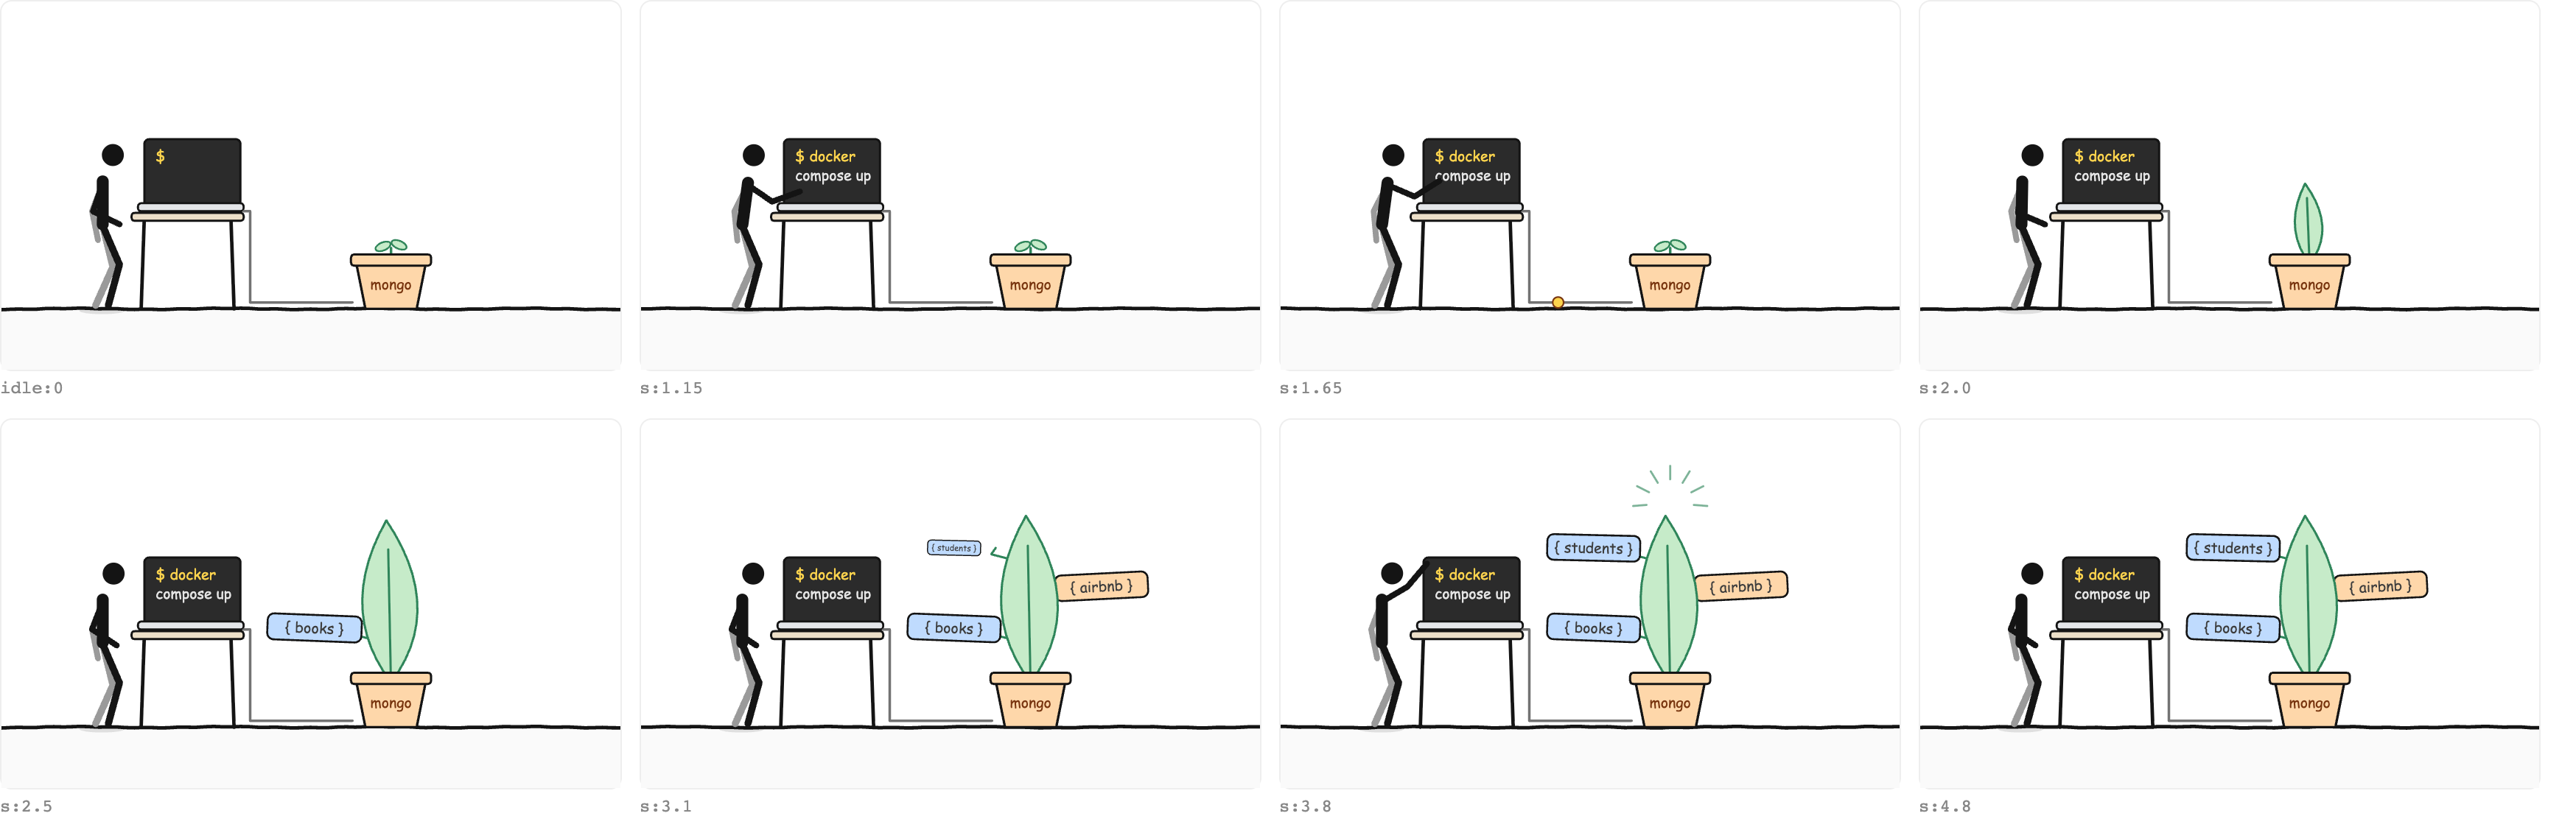 $
mongo
idle:0
$ docker
compose up
mongo
s:1.15
$ docker
compose up
mongo
s:1.65
$ docker
compose up
mongo
s:2.0
$ docker
compose up
{ books }
mongo
s:2.5
{ students }
$ docker
compose up
{ airbnb }
{ books }
mongo
s:3.1
{ students }
$ docker
compose up
{ airbnb }
{ books }
mongo
s:3.8
{ students }
$ docker
compose up
{ airbnb }
{ books }
mongo
s:4.8